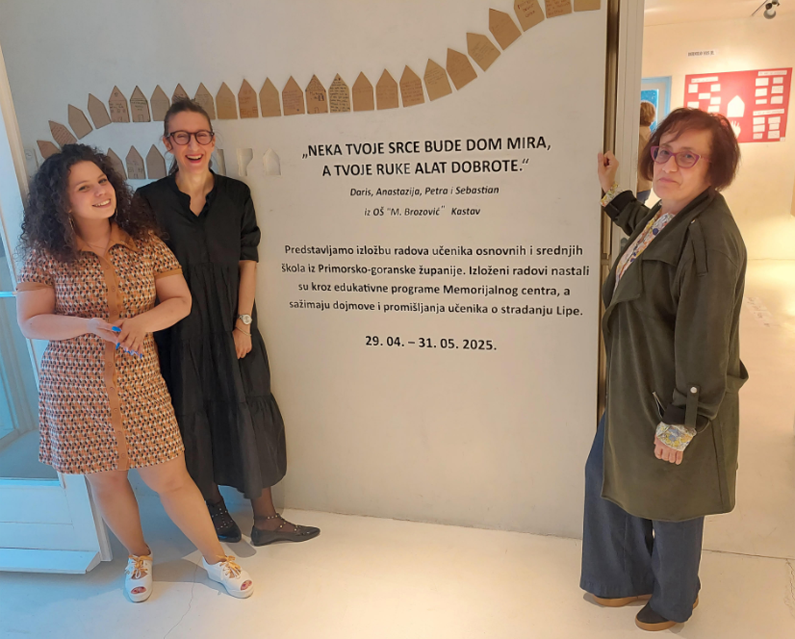 „NEKA TVOJE SRCE BUDE DOM MIRA,
A TVOJE RUKE ALAT DOBROTE.“
Daris, Anastazija, Petra i Sebastian
iz OŠ "M. Brozović" Kastav
Predstavljamo izložbu radova učenika osnovnih i srednjih
škola iz Primorsko-goranske županije. Izloženi radovi nastali
su kroz edukativne programe Memorijalnog centra, a
sažimaju dojmove i promišljanja učenika o stradanju Lipe.
29. 04. – 31. 05. 2025.